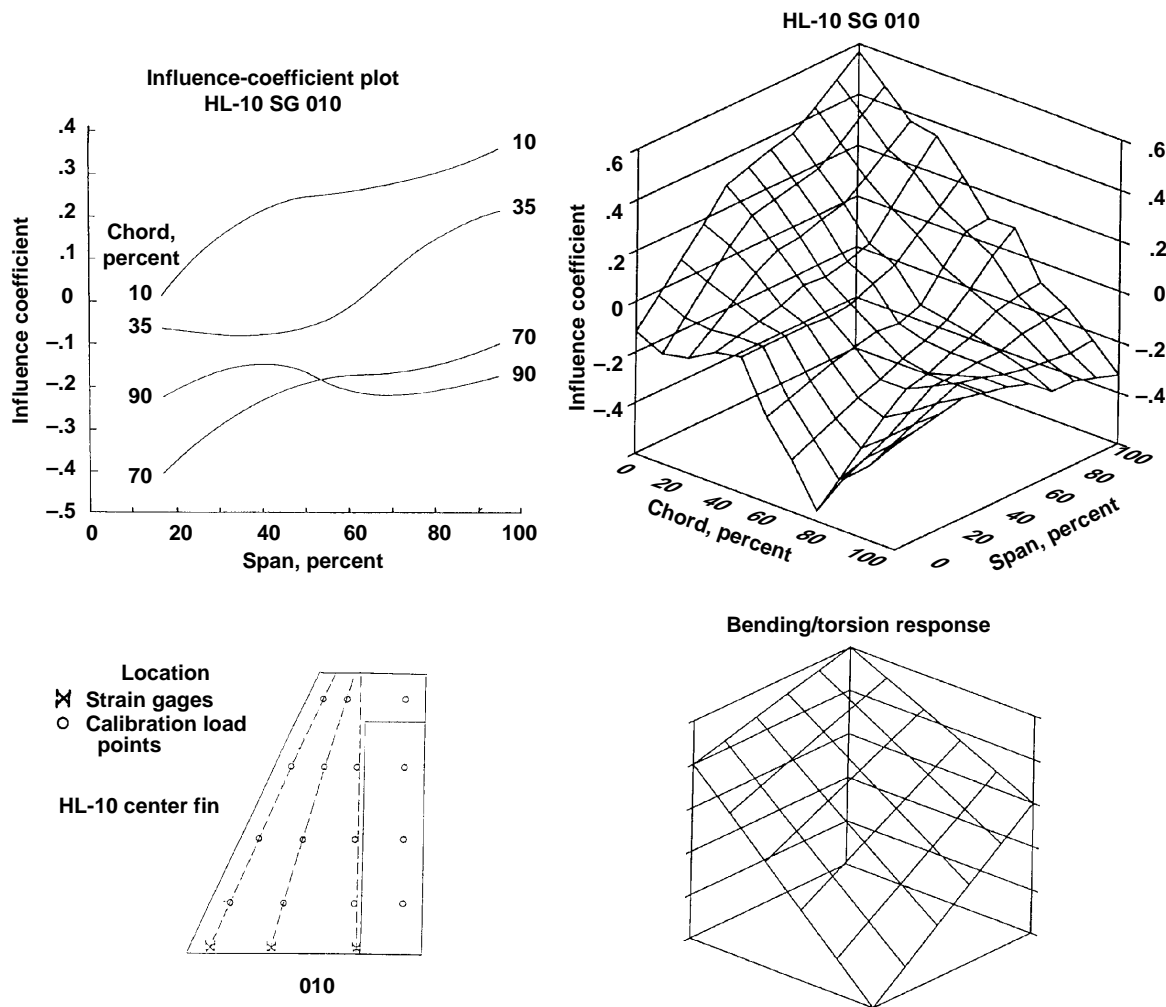 Influence-coefficient plot
HL-10 SG 010
.4
.3
.2
.1
0
–.1
–.2
–.3
–.4
–.5
Influence coefficient
Chord,
percent
10
35
90
70
10
35
70
90
0 20 40 60 80 100
Span, percent
HL-10 SG 010
.6
.4
.2
0
–.2
–.4
Influence coefficient
.6
.4
.2
0
–.2
–.4
0 20 40 60 80 100
Chord, percent
0 20 40 60 80 100
Span, percent
Location
Strain gages
Calibration load
points
HL-10 center fin
010
Bending/torsion response